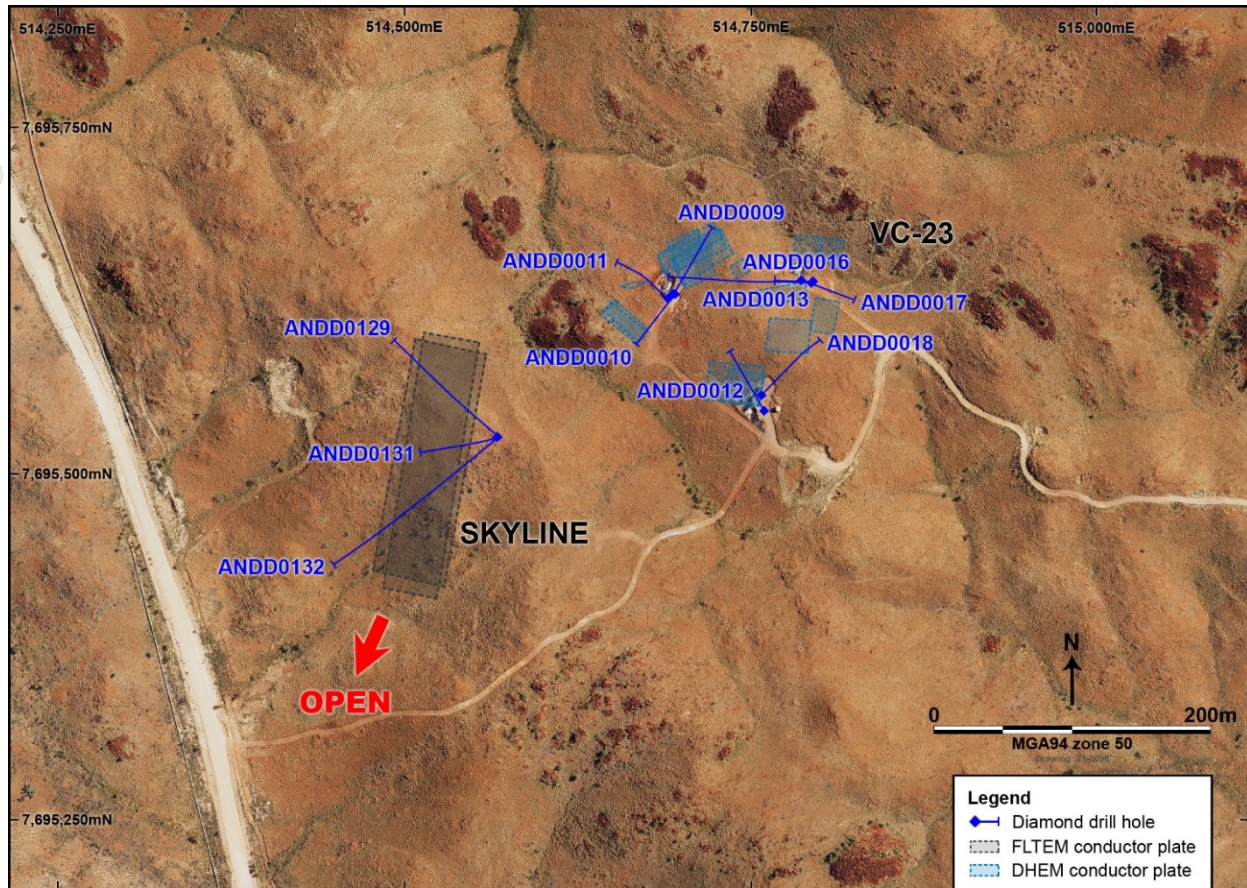 514,250mE
514,500mE
514,750mE
515,000mE
7,695,750mN
ANDD0009
VC-23
ANDD0011
ANDD0016
ANDD0013
ANDD0017
ANDD0129
ANDD0010
ANDD0018
ANDD0012
ANDD0131
7,695,500mN
SKYLINE
ANDD0132
N
OPEN
0
200m
MGA94 zone 50
Legend
Diamond drill hole
7,695,250mN
FLTEM conductor plate
DHEM conductor plate